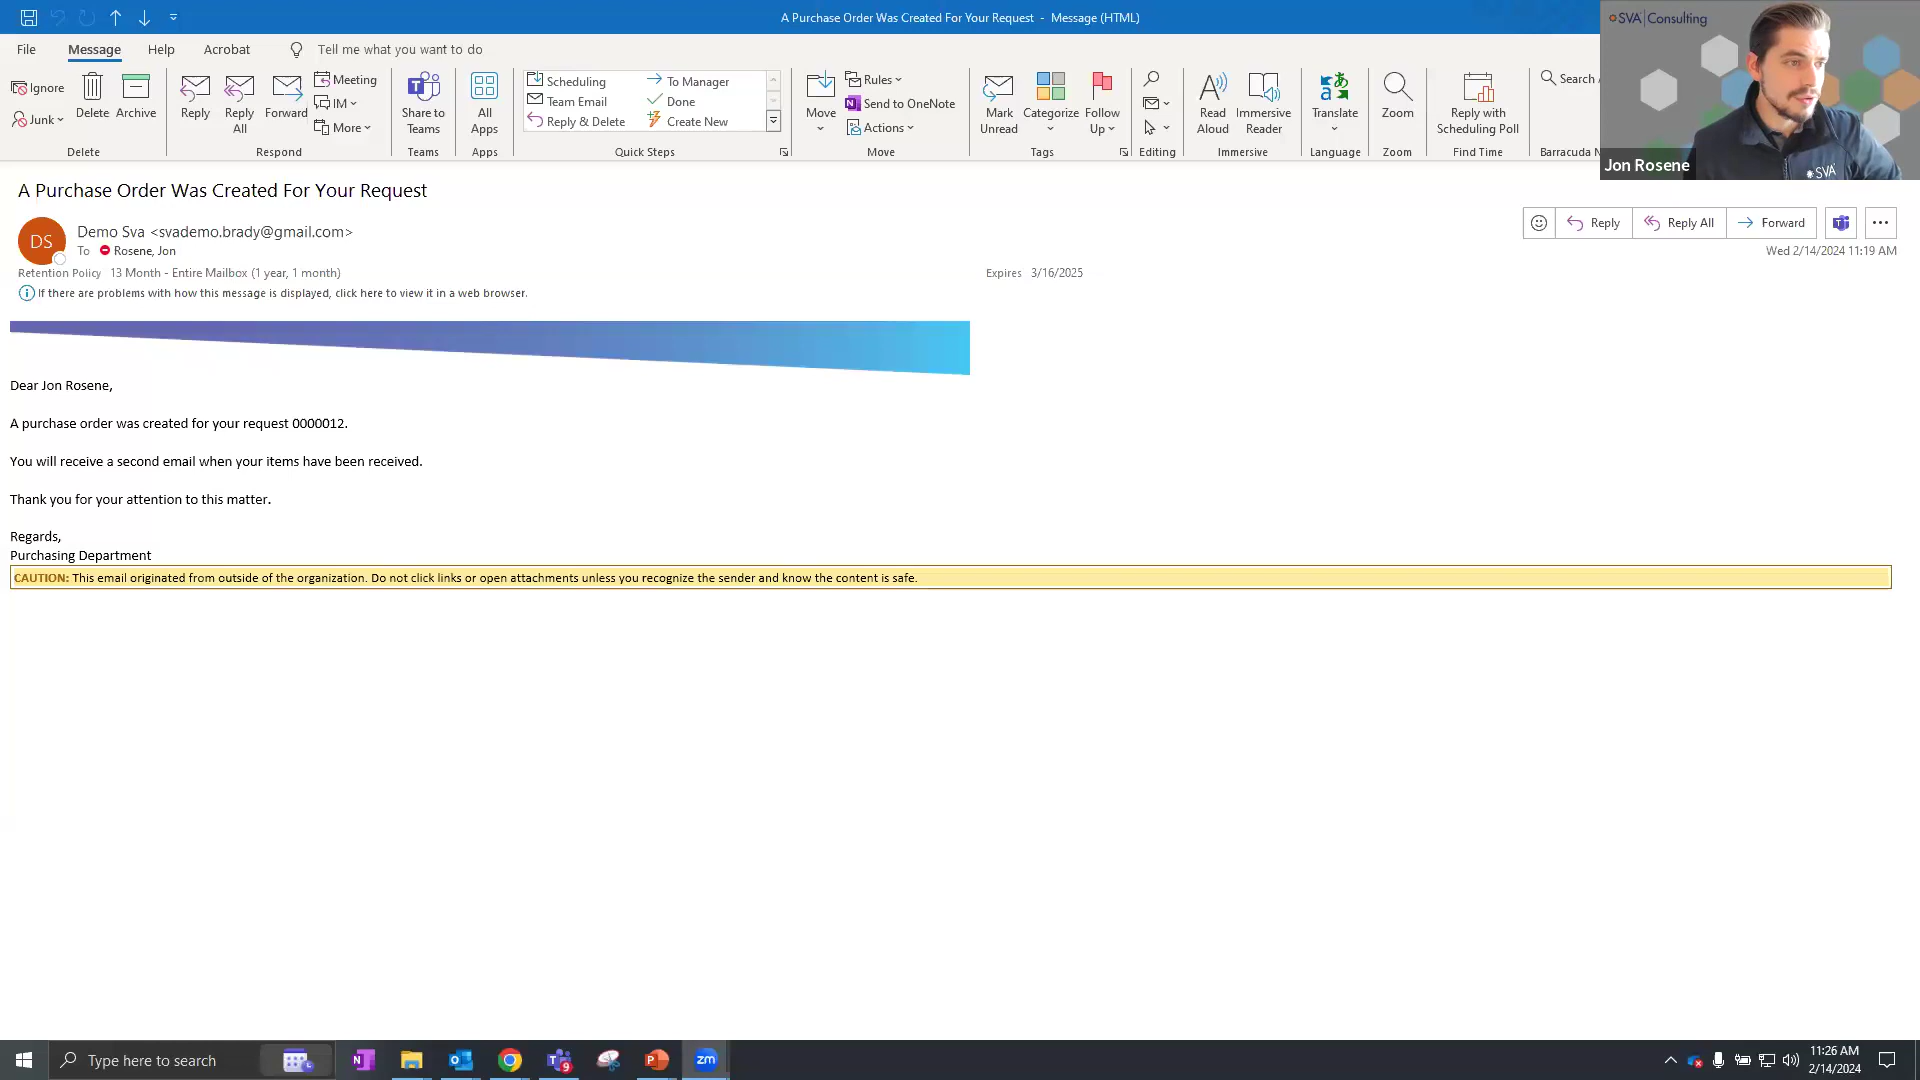 A Purchase Order Was Created For Your Request - Message (HTML)
SVA Consulting
File Message Help Acrobat Tell me what you want to do
Ignore
Junk
Delete
Archive
Delete
Reply
Reply All
Forward
Meeting
IM
More
Respond
Share to Teams
Teams
All Apps
Apps
Scheduling
Team Email
Reply & Delete
To Manager
Done
Create New
Quick Steps
Move
Rules
Send to OneNote
Actions
Move
Mark Unread
Categorize
Follow Up
Tags
Editing
Read Aloud
Immersive Reader
Immersive
Translate
Language
Zoom
Zoom
Reply with Scheduling Poll
Find Time
Search
Barracuda
SVA
Jon Rosene
A Purchase Order Was Created For Your Request
DS
Demo Sva <svademo.brady@gmail.com>
To Rosene, Jon
Reply Reply All Forward
Wed 2/14/2024 11:19 AM
Retention Policy 13 Month - Entire Mailbox (1 year, 1 month)
Expires 3/16/2025
If there are problems with how this message is displayed, click here to view it in a web browser.
Dear Jon Rosene,
A purchase order was created for your request 0000012.
You will receive a second email when your items have been received.
Thank you for your attention to this matter.
Regards,
Purchasing Department
CAUTION: This email originated from outside of the organization. Do not click links or open attachments unless you recognize the sender and know the content is safe.
Type here to search
N
9
P
zm
11:26 AM
2/14/2024